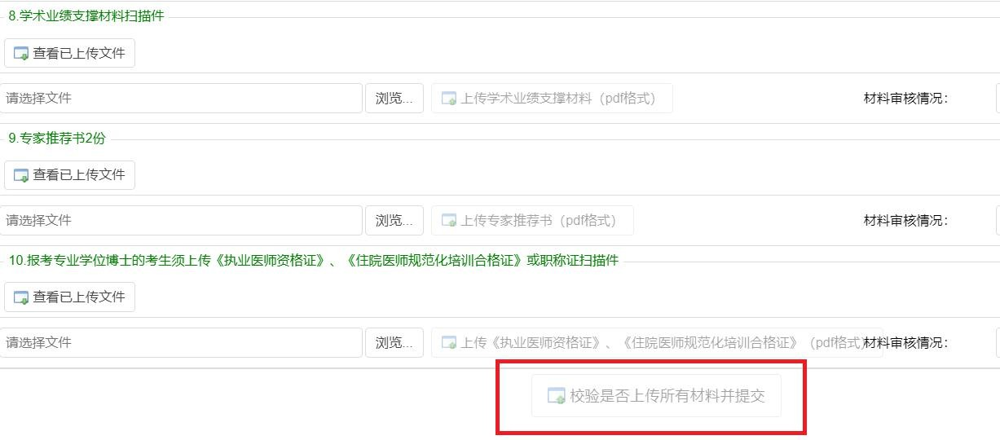 8.学术业绩支撑材料扫描件
查看已上传文件
请选择文件 浏览... 上传学术业绩支撑材料（pdf格式） 材料审核情况：
9.专家推荐书2份
查看已上传文件
请选择文件 浏览... 上传专家推荐书（pdf格式） 材料审核情况：
10.报考专业学位博士的考生须上传《执业医师资格证》、《住院医师规范化培训合格证》或职称证扫描件
查看已上传文件
请选择文件 浏览... 上传《执业医师资格证》、《住院医师规范化培训合格证》（pdf格式） 材料审核情况：
校验是否上传所有材料并提交